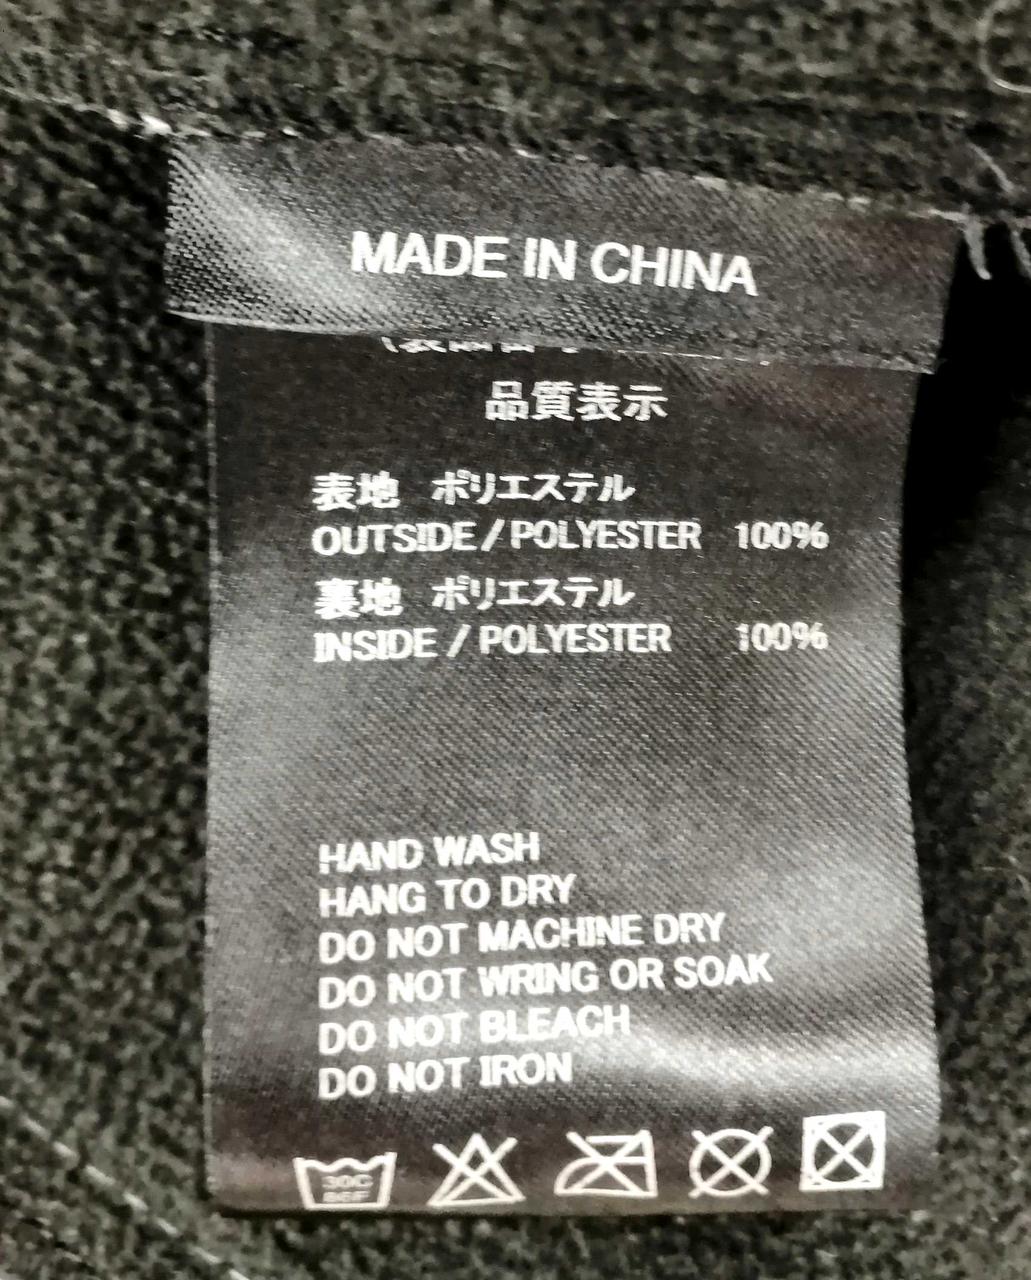 MADE IN CHINA
品質表示
表地 ポリエステル
OUTSIDE / POLYESTER 100%
裏地 ポリエステル
INSIDE / POLYESTER 100%
HAND WASH
HANG TO DRY
DO NOT MACHINE DRY
DO NOT WRING OR SOAK
DO NOT BLEACH
DO NOT IRON
30C